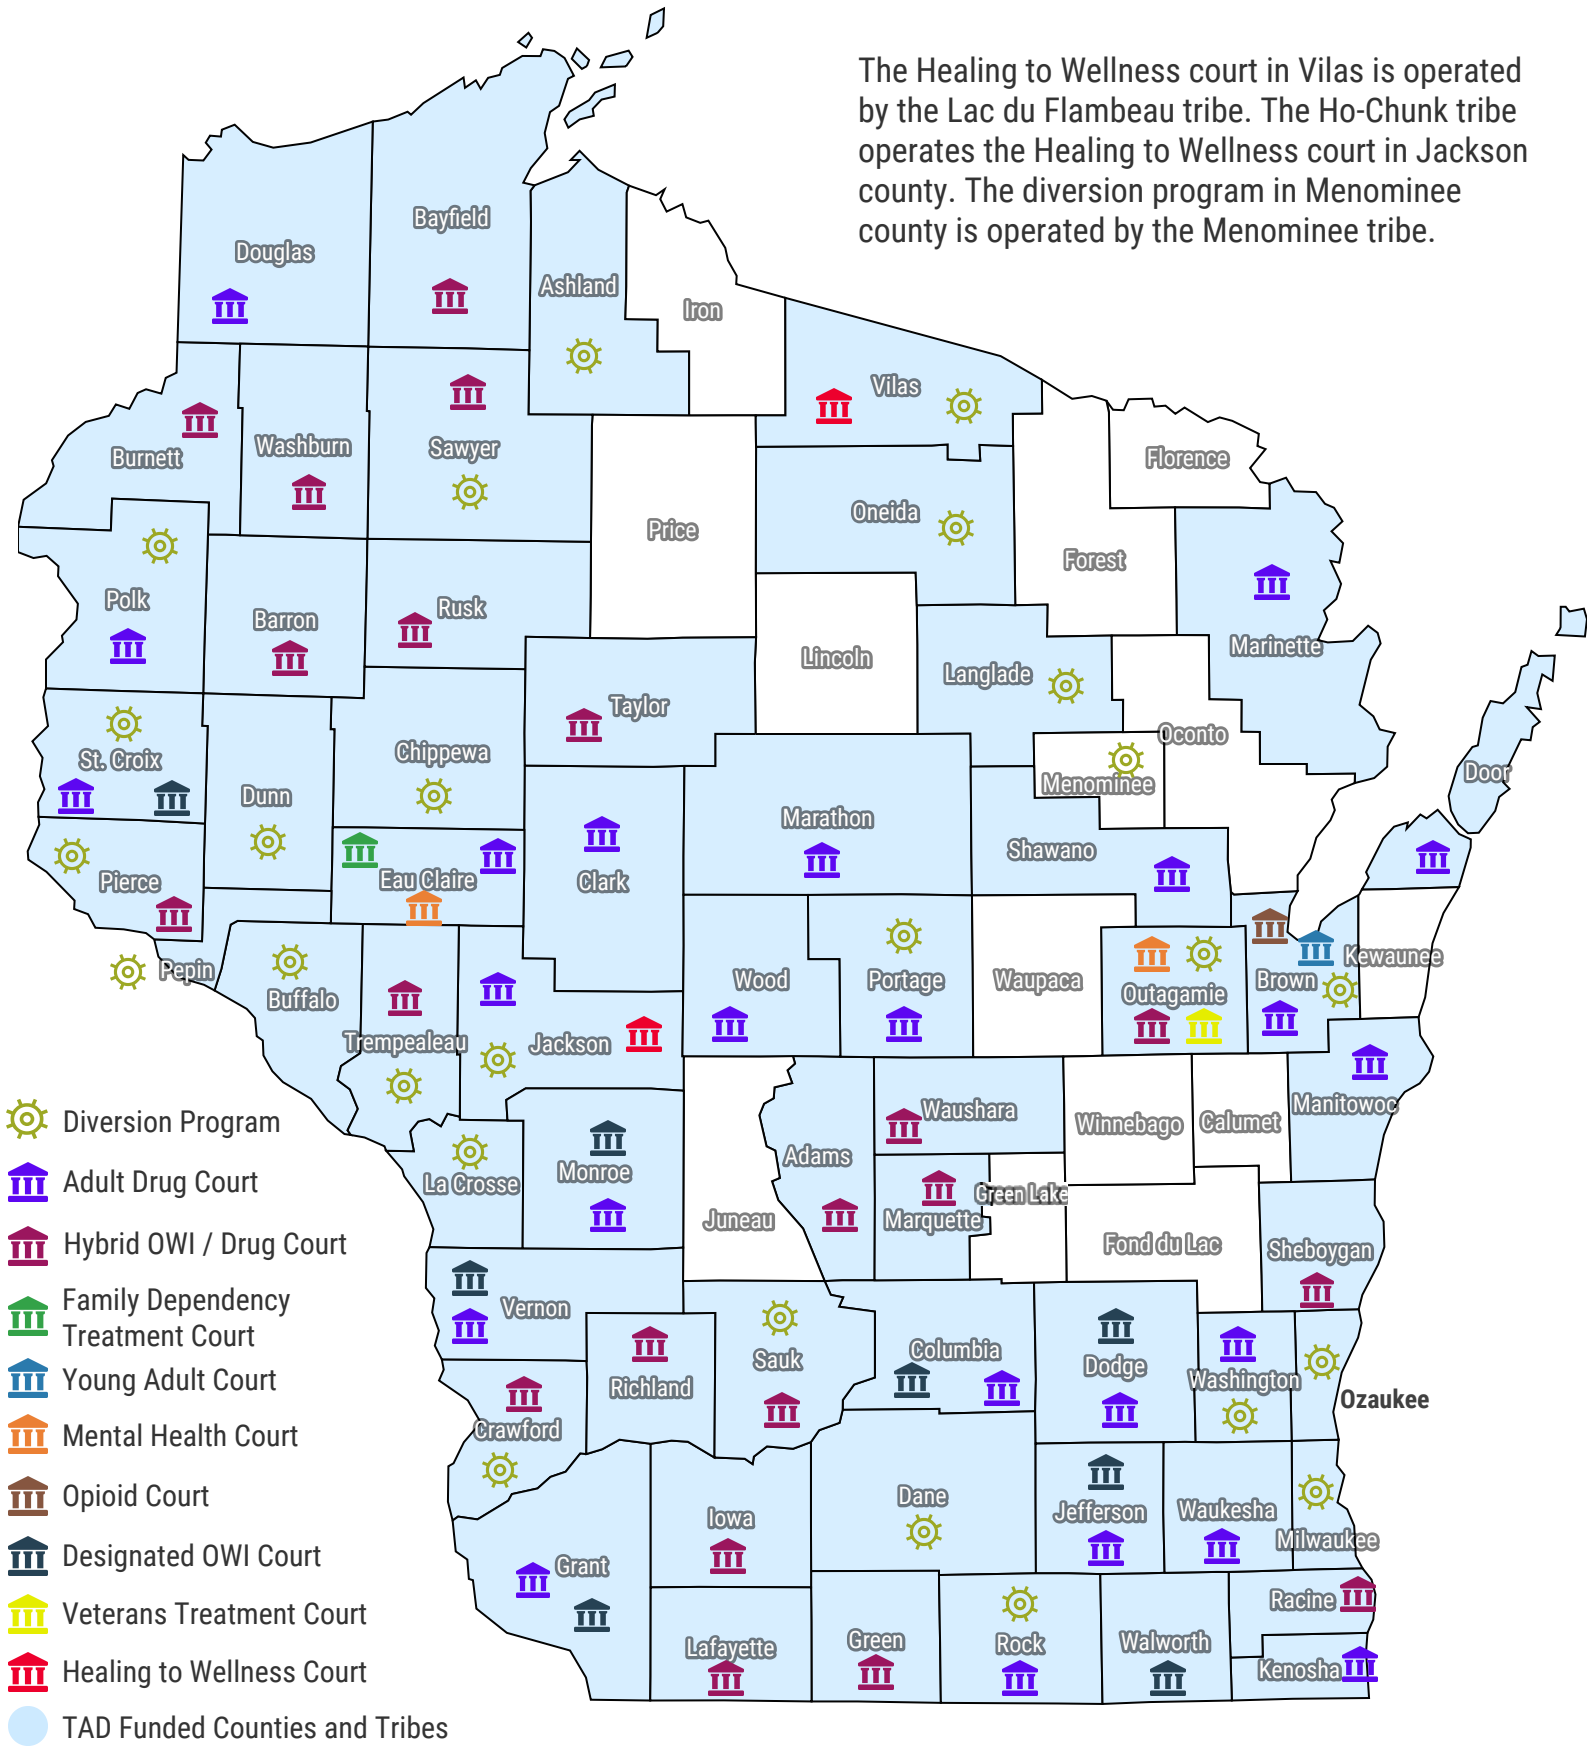 The Healing to Wellness court in Vilas is operated
by the Lac du Flambeau tribe. The Ho-Chunk tribe
operates the Healing to Wellness court in Jackson
county. The diversion program in Menominee
county is operated by the Menominee tribe.
Bayfield
Douglas
Ashland
Iron
Vilas
Burnett
Washburn
Sawyer
Florence
Oneida
Price
Forest
Polk
Barron
Rusk
Lincoln
Langlade
Marinette
Taylor
St. Croix
Chippewa
Oconto
Menominee
Door
Dunn
Marathon
Shawano
Pierce
Eau Claire
Clark
Pepin
Buffalo
Wood
Portage
Waupaca
Outagamie
Brown
Kewaunee
Trempealeau
Jackson
Waushara
Winnebago
Calumet
Manitowoc
La Crosse
Monroe
Adams
Juneau
Marquette
Green Lake
Fond du Lac
Sheboygan
Vernon
Richland
Sauk
Columbia
Dodge
Washington
Ozaukee
Crawford
Iowa
Dane
Jefferson
Waukesha
Milwaukee
Grant
Lafayette
Green
Rock
Walworth
Racine
Kenosha
Diversion Program
Adult Drug Court
Hybrid OWI / Drug Court
Family Dependency
Treatment Court
Young Adult Court
Mental Health Court
Opioid Court
Designated OWI Court
Veterans Treatment Court
Healing to Wellness Court
TAD Funded Counties and Tribes